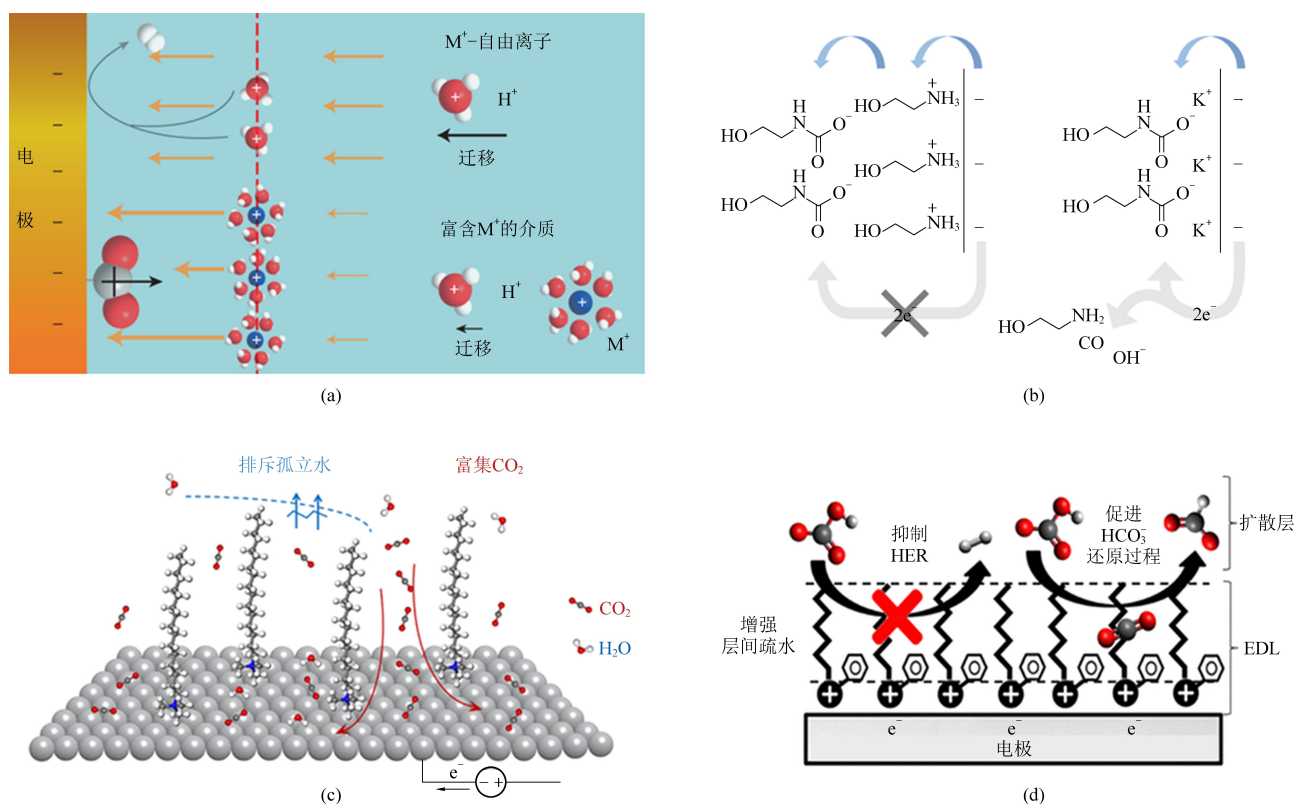 M⁺-自由离子
H⁺
迁移
电
极
富含M⁺的介质
H⁺
迁移
M⁺
(a)
HO
H
N
O
O⁻
HO
H
N
O
O⁻
HO
+
NH₃
HO
+
NH₃
HO
+
NH₃
2e⁻
HO
H
N
O
O⁻
HO
H
N
O
O⁻
K⁺
K⁺
K⁺
2e⁻
HO
NH₂
CO
OH⁻
(b)
排斥孤立水
富集CO₂
CO₂
H₂O
e⁻
(c)
抑制
HER
促进
HCO₃⁻
还原过程
扩散层
增强
层间疏水
EDL
e⁻ e⁻ e⁻
电极
(d)